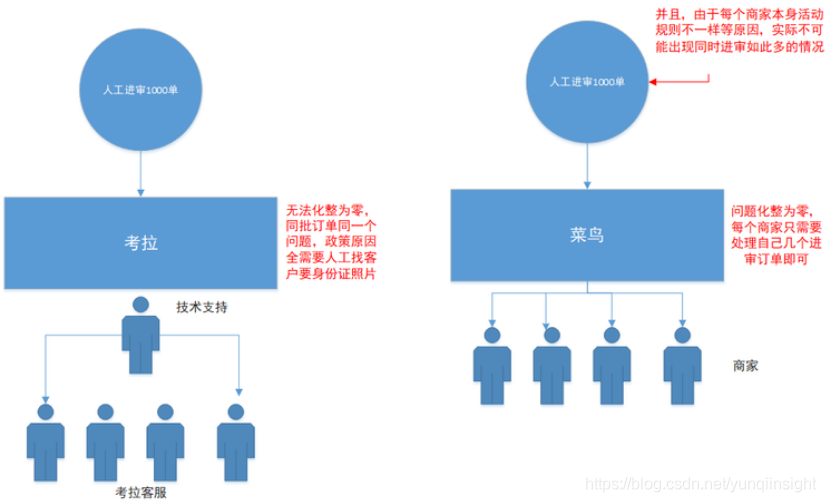 人工进审1000单
考拉
无法化整为零，
同批订单同一个
问题，政策原因
全需要人工找客
户要身份证照片
技术支持
考拉客服
并且，由于每个商家本身活动
规则不一样等原因，实际不可
能出现同时进审如此多的情况
人工进审1000单
菜鸟
问题化整为零，
每个商家只需要
处理自己几个进
审订单即可
商家
https://blog.csdn.net/yunqiinsight